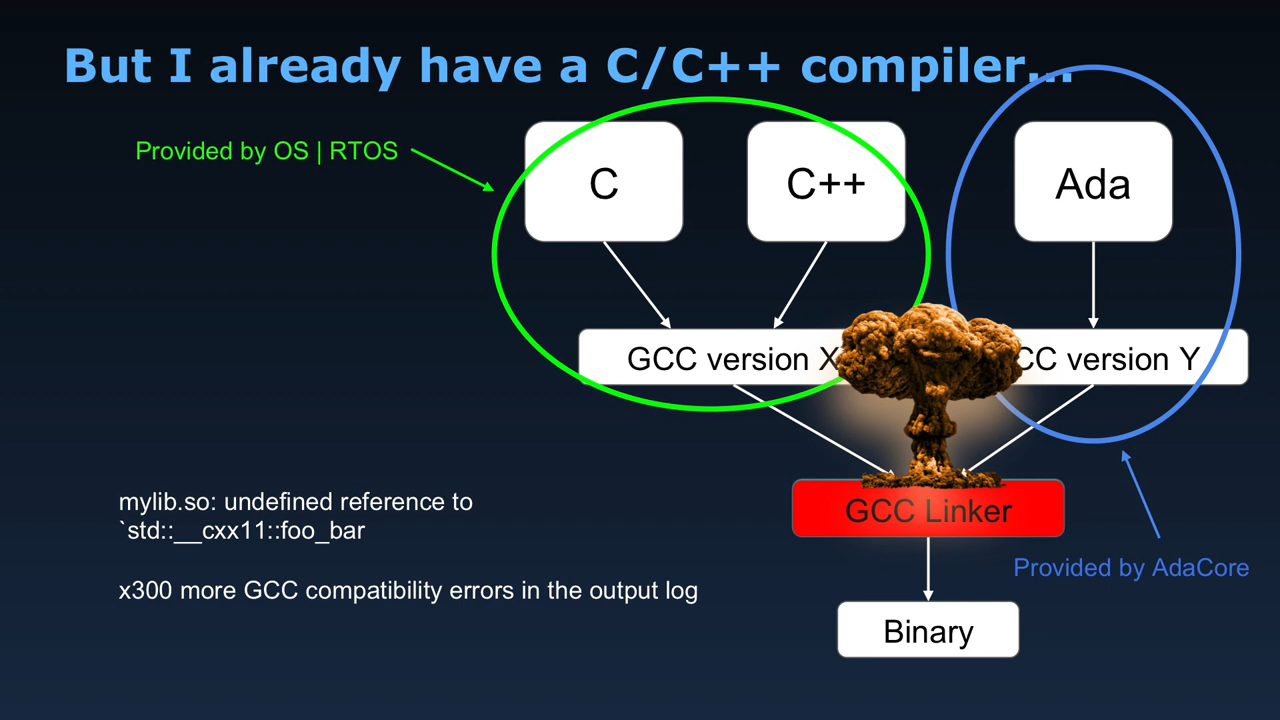 But I already have a C/C++ compiler...
Provided by OS | RTOS
C
C++
Ada
GCC version X
CC version Y
mylib.so: undefined reference to
`std::__cxx11::foo_bar
GCC Linker
x300 more GCC compatibility errors in the output log
Provided by AdaCore
Binary